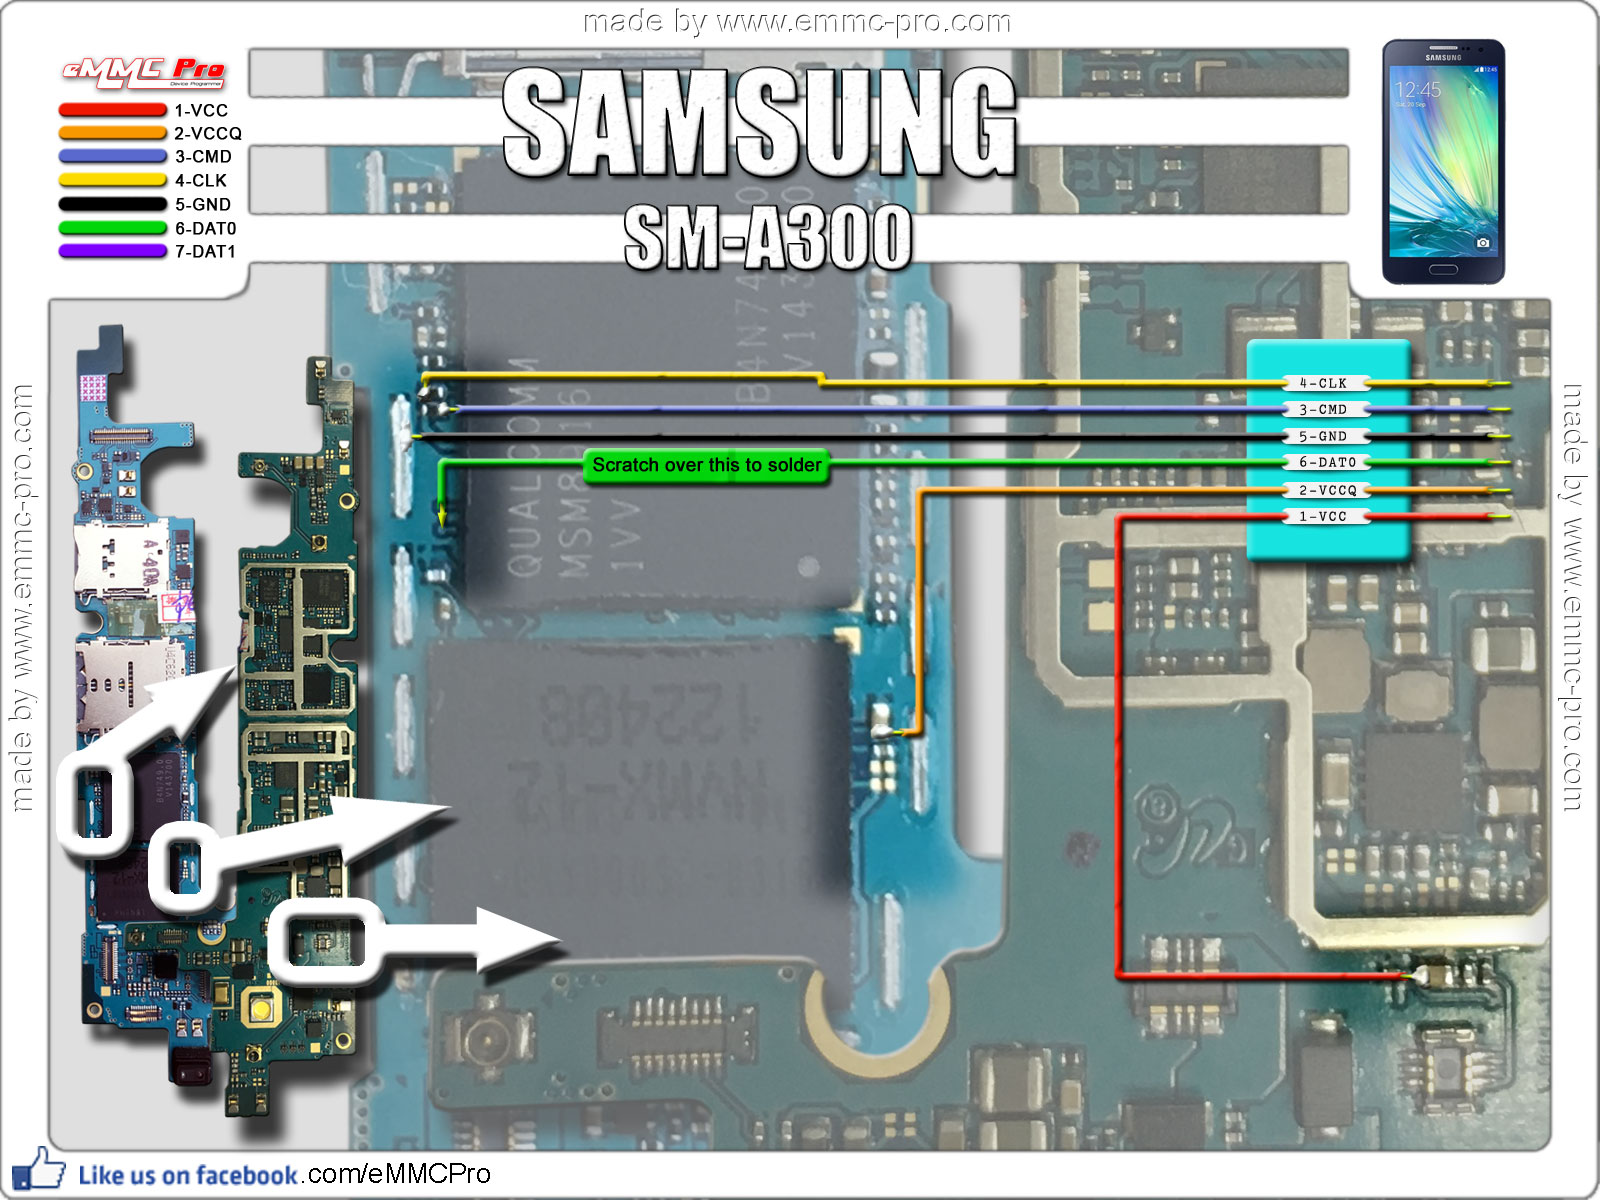 made by www.emmc-pro.com
eMMC Pro
Device Programmer
1-VCC
2-VCCQ
3-CMD
4-CLK
5-GND
6-DAT0
7-DAT1
SAMSUNG
SM-A300
SAMSUNG
12:45
12:45
4-CLK
3-CMD
5-GND
6-DAT0
2-VCCQ
1-VCC
Scratch over this to solder
QUALCOMM
1VV
made by www.emmc-pro.com
made by www.emmc-pro.com
Like us on facebook.com/eMMCPro